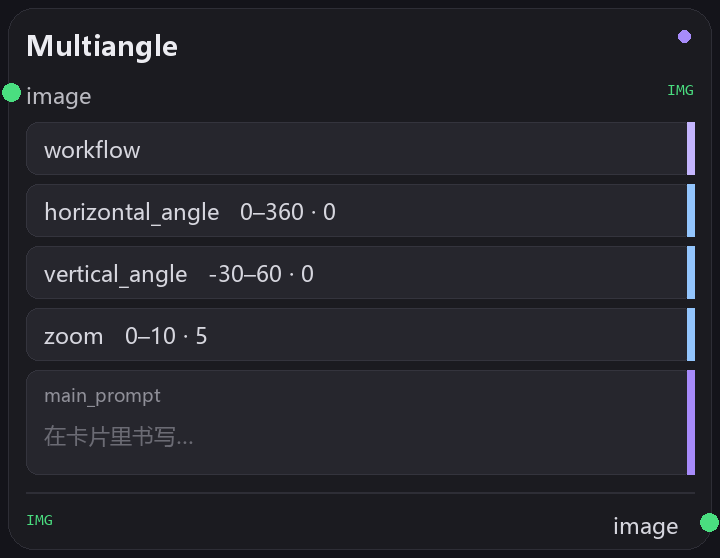 Multiangle
image IMG
workflow
horizontal_angle 0–360 · 0
vertical_angle -30–60 · 0
zoom 0–10 · 5
main_prompt
在卡片里书写...
IMG image